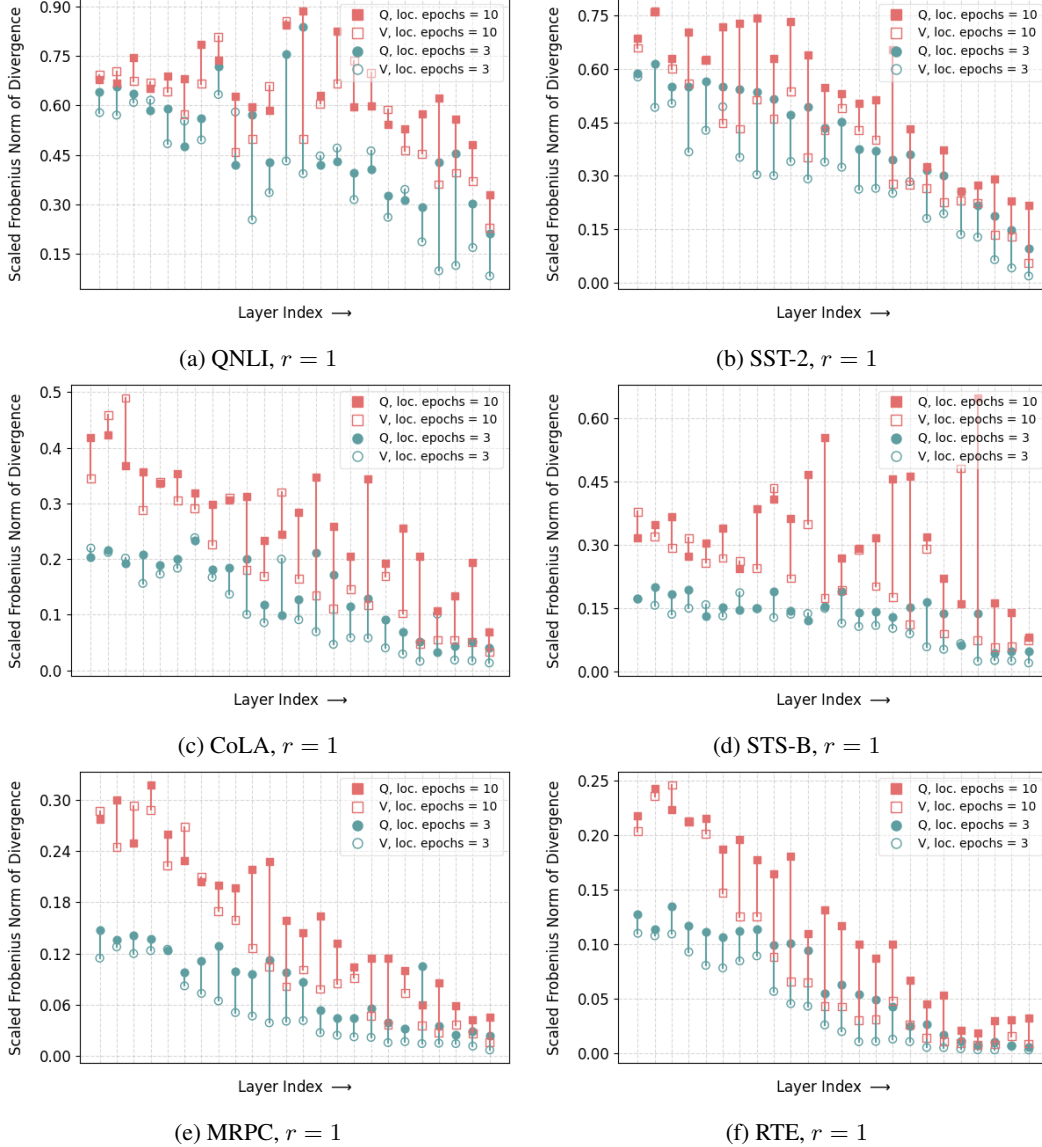 Scaled Frobenius Norm of Divergence
0.90
0.75
0.60
0.45
0.30
0.15
Q, loc. epochs = 10
V, loc. epochs = 10
Q, loc. epochs = 3
V, loc. epochs = 3
Layer Index ⟶
(a) QNLI, r = 1
Scaled Frobenius Norm of Divergence
0.75
0.60
0.45
0.30
0.15
0.00
Q, loc. epochs = 10
V, loc. epochs = 10
Q, loc. epochs = 3
V, loc. epochs = 3
Layer Index ⟶
(b) SST-2, r = 1
Scaled Frobenius Norm of Divergence
0.5
0.4
0.3
0.2
0.1
0.0
Q, loc. epochs = 10
V, loc. epochs = 10
Q, loc. epochs = 3
V, loc. epochs = 3
Layer Index ⟶
(c) CoLA, r = 1
Scaled Frobenius Norm of Divergence
0.60
0.45
0.30
0.15
0.00
Q, loc. epochs = 10
V, loc. epochs = 10
Q, loc. epochs = 3
V, loc. epochs = 3
Layer Index ⟶
(d) STS-B, r = 1
Scaled Frobenius Norm of Divergence
0.30
0.24
0.18
0.12
0.06
0.00
Q, loc. epochs = 10
V, loc. epochs = 10
Q, loc. epochs = 3
V, loc. epochs = 3
Layer Index ⟶
(e) MRPC, r = 1
Scaled Frobenius Norm of Divergence
0.25
0.20
0.15
0.10
0.05
0.00
Q, loc. epochs = 10
V, loc. epochs = 10
Q, loc. epochs = 3
V, loc. epochs = 3
Layer Index ⟶
(f) RTE, r = 1